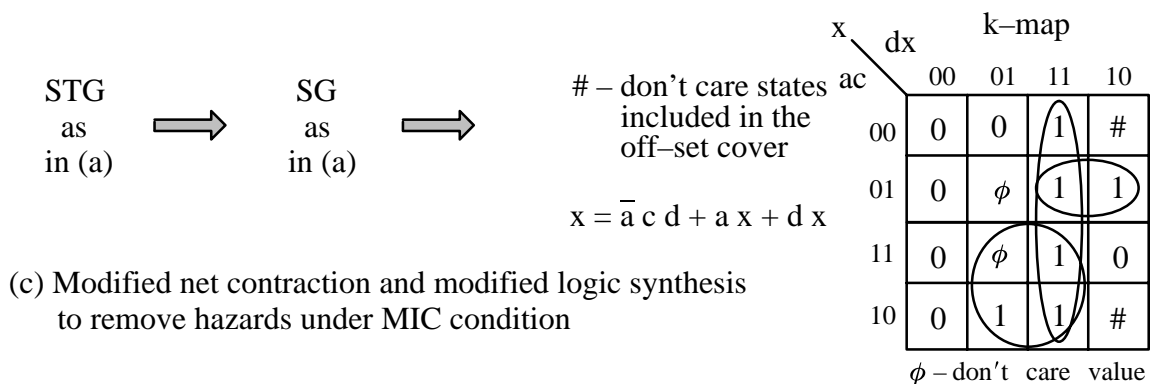 STG
as
in (a)
SG
as
in (a)
# – don't care states
included in the
off–set cover
x = a̅ c d + a x + d x
(c) Modified net contraction and modified logic synthesis
to remove hazards under MIC condition
k–map
x
dx
ac
00 01 11 10
00 0 0 1 #
01 0 ϕ 1 1
11 0 ϕ 1 0
10 0 1 1 #
ϕ – don't care value